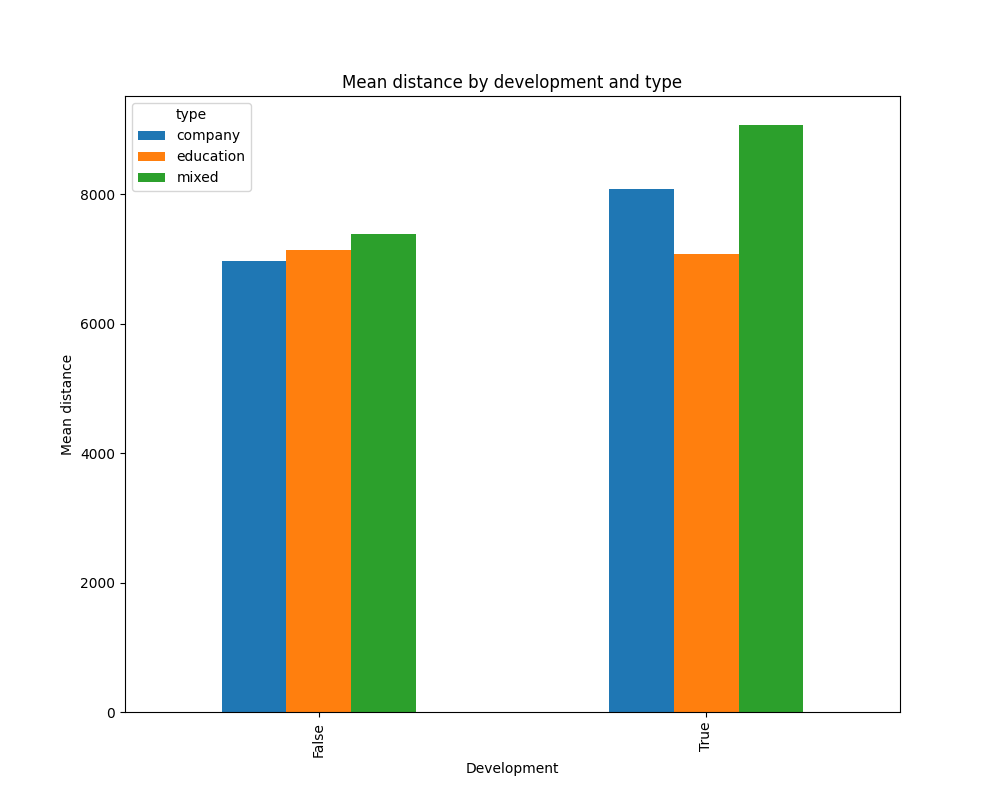 Mean distance by development and type
type
company
education
mixed
8000
6000
4000
2000
0
Mean distance
False
True
Development